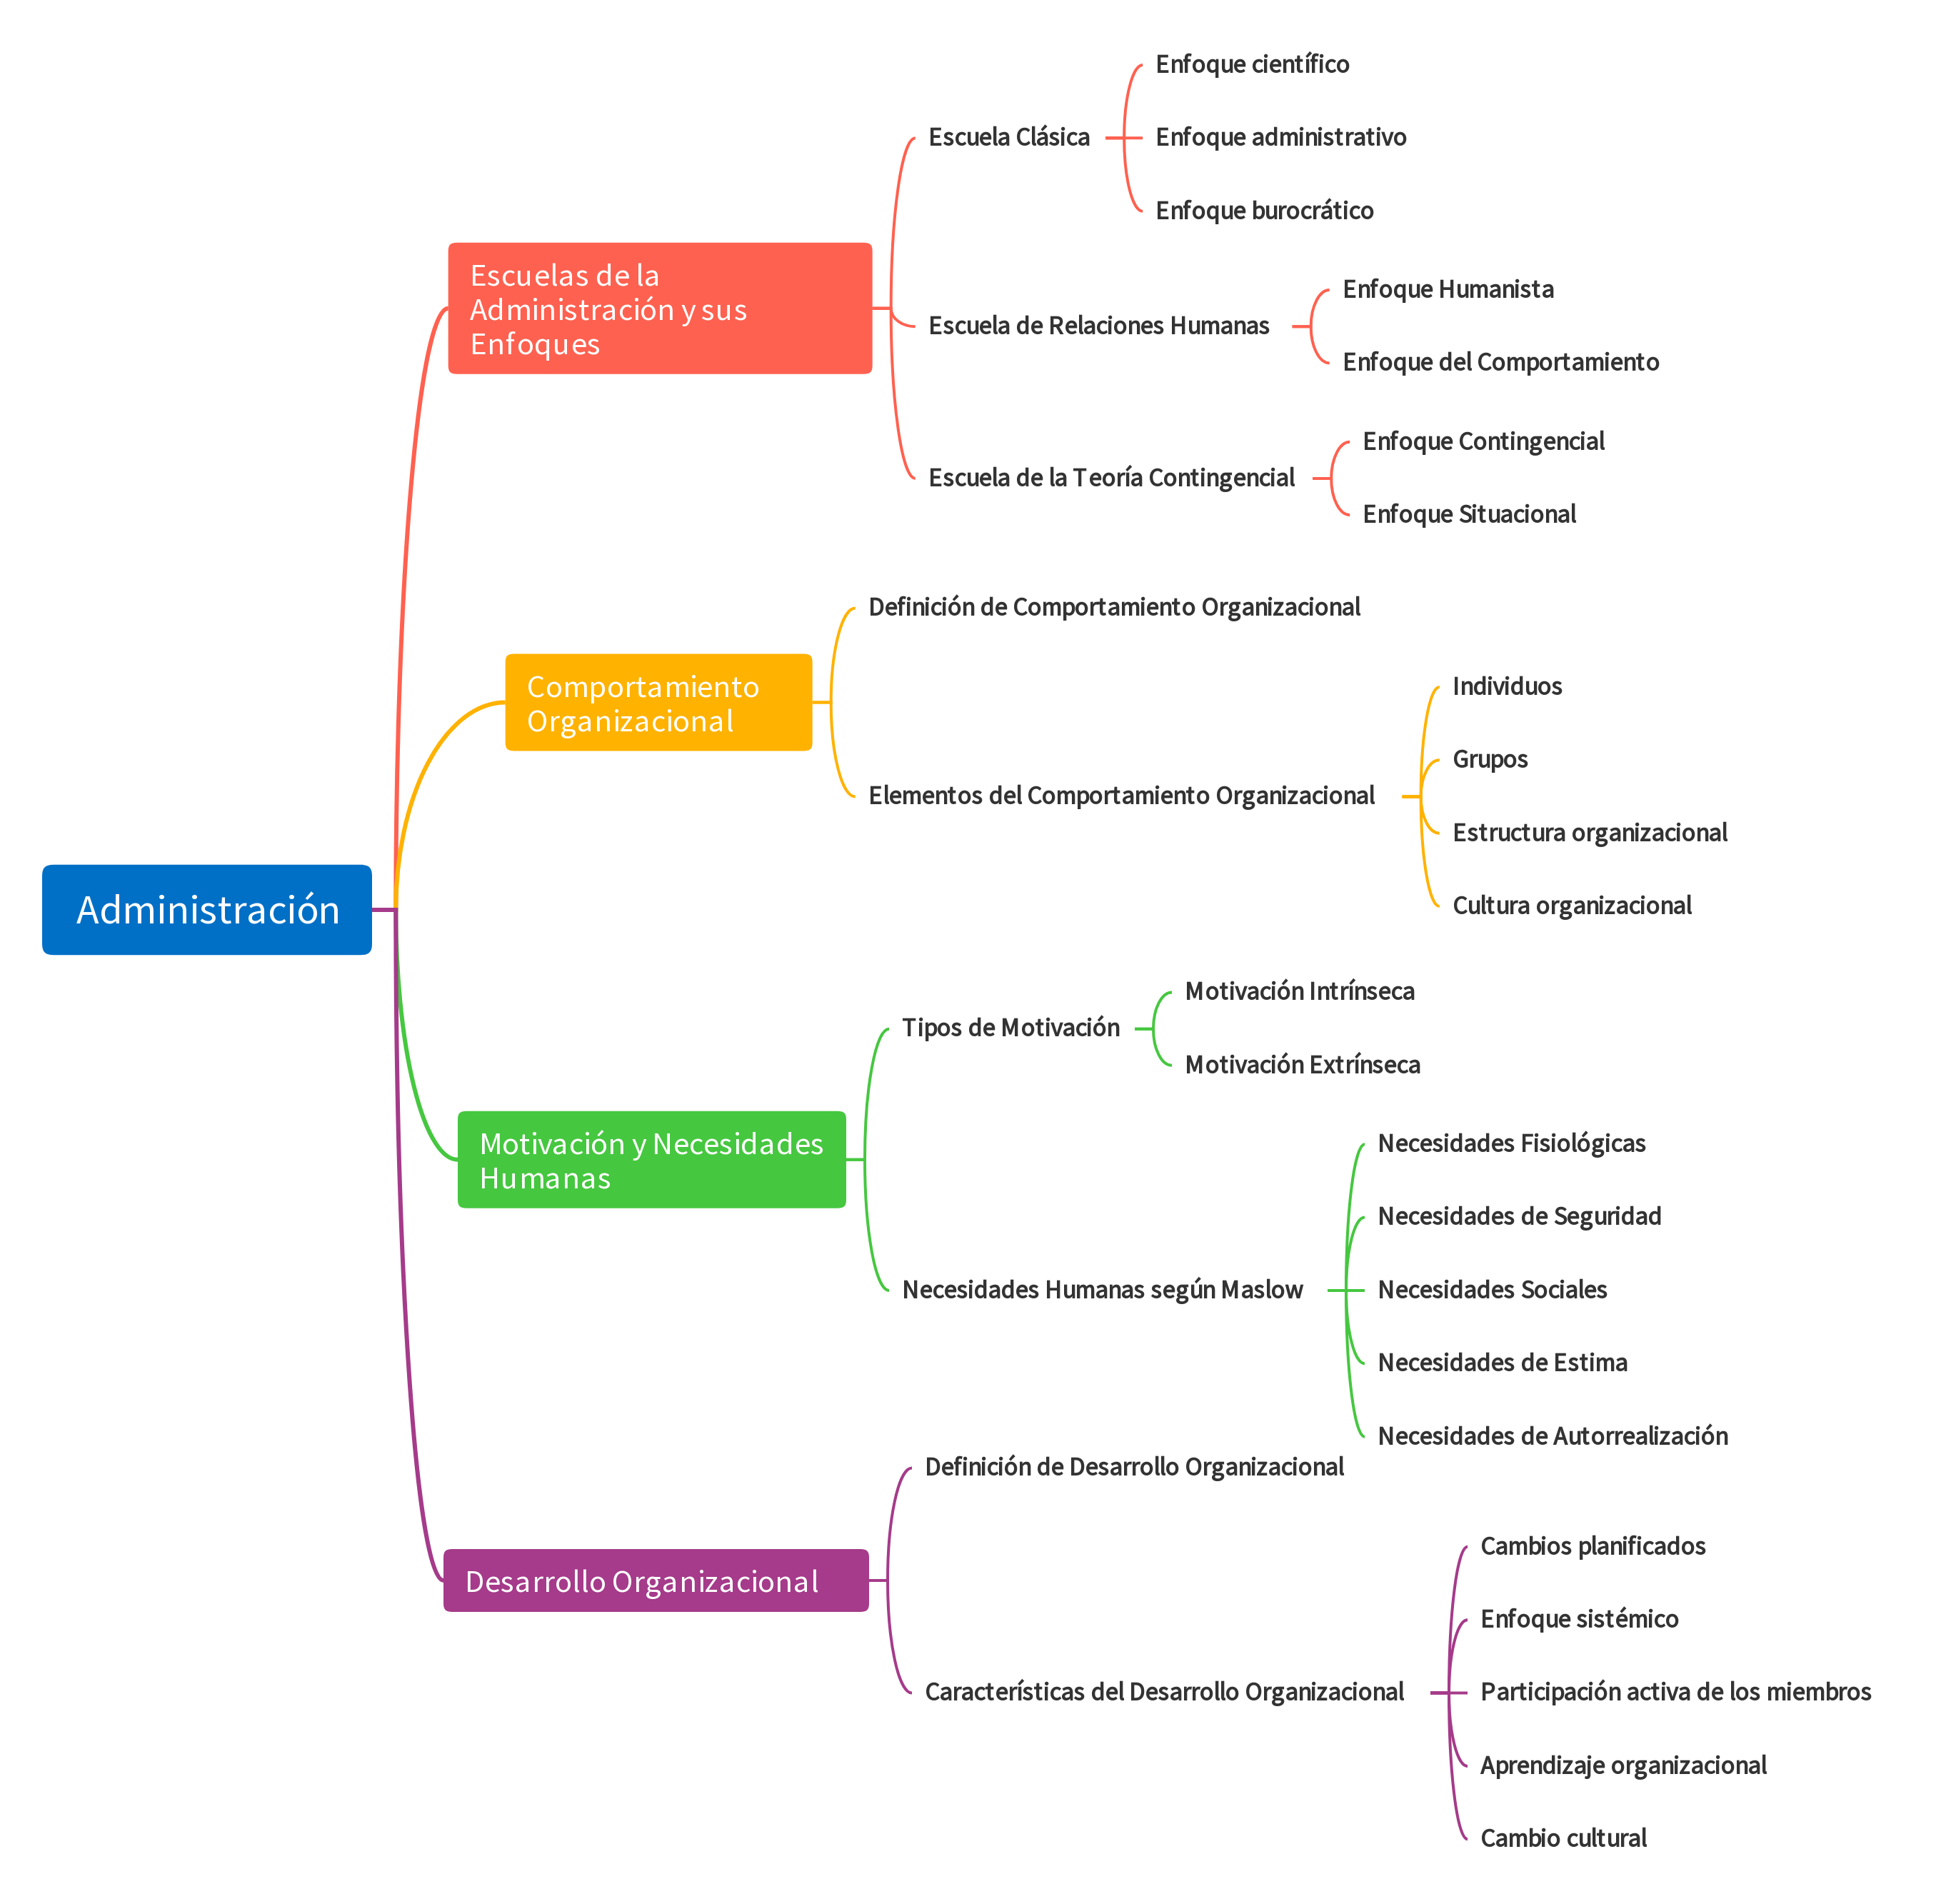 Administración
Escuelas de la
Administración y sus
Enfoques
Escuela Clásica
Enfoque científico
Enfoque administrativo
Enfoque burocrático
Escuela de Relaciones Humanas
Enfoque Humanista
Enfoque del Comportamiento
Escuela de la Teoría Contingencial
Enfoque Contingencial
Enfoque Situacional
Comportamiento
Organizacional
Definición de Comportamiento Organizacional
Elementos del Comportamiento Organizacional
Individuos
Grupos
Estructura organizacional
Cultura organizacional
Motivación y Necesidades
Humanas
Tipos de Motivación
Motivación Intrínseca
Motivación Extrínseca
Necesidades Humanas según Maslow
Necesidades Fisiológicas
Necesidades de Seguridad
Necesidades Sociales
Necesidades de Estima
Necesidades de Autorrealización
Desarrollo Organizacional
Definición de Desarrollo Organizacional
Características del Desarrollo Organizacional
Cambios planificados
Enfoque sistémico
Participación activa de los miembros
Aprendizaje organizacional
Cambio cultural